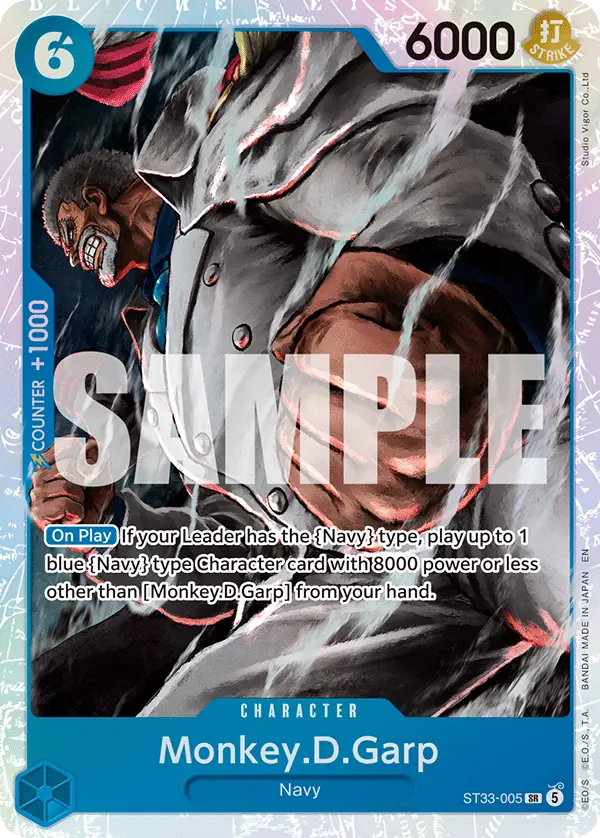 6
6000
打
STRIKE
Studio Vigor Co.,Ltd
COUNTER +1000
SAMPLE
On Play If your Leader has the {Navy} type, play up to 1
blue {Navy} type Character card with 8000 power or less
other than [Monkey.D.Garp] from your hand.
BANDAI MADE IN JAPAN EN
©E.O./S., T.A.
©EO/S
CHARACTER
Monkey.D.Garp
Navy
ST33-005 SR 5